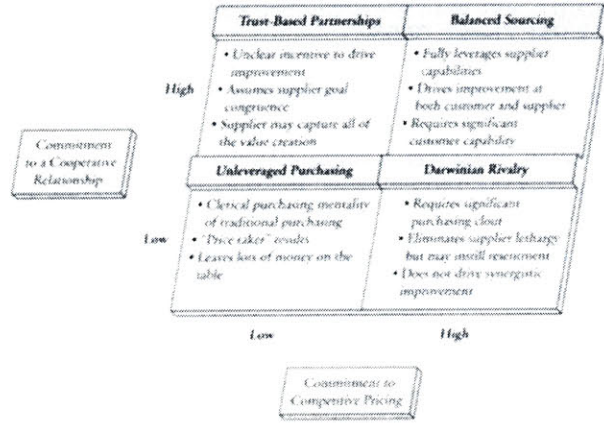 Trust-Based Partnerships
• Unclear incentive to drive
improvement
• Assumes supplier goal
congruence
• Supplier may capture all of
the value creation
Balanced Sourcing
• Fully leverages supplier
capabilities
• Drives improvement at
both customer and supplier
• Requires significant
customer capability
High
Commitment
to a Cooperative
Relationship
Unleveraged Purchasing
• Clerical purchasing mentality
of traditional purchasing
• "Price taker" results
• Leaves lots of money on the
table
Darwinian Rivalry
• Requires significant
purchasing clout
• Eliminates supplier lethargy
but may instill resentment
• Does not drive synergistic
improvement
Low
Low
High
Commitment to
Competitive Pricing